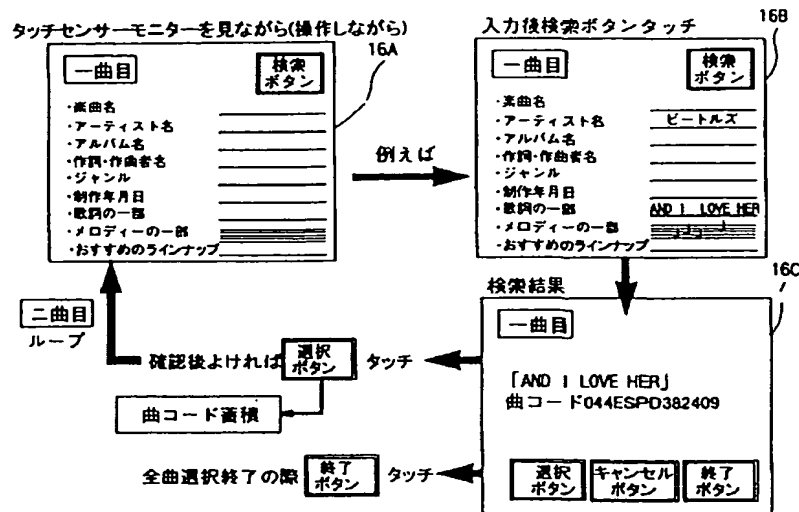 タッチセンサーモニターを見ながら(操作しながら)
16A
一曲目
検索
ボタン
・楽曲名
・アーティスト名
・アルバム名
・作詞・作曲者名
・ジャンル
・制作年月日
・歌詞の一部
・メロディーの一部
・おすすめのラインナップ
例えば
入力後検索ボタンタッチ
16B
一曲目
検索
ボタン
・楽曲名
・アーティスト名
ビートルズ
・アルバム名
・作詞・作曲者名
・ジャンル
・制作年月日
・歌詞の一部
AND I LOVE HER
・メロディーの一部
・おすすめのラインナップ
検索結果
16C
一曲目
「AND I LOVE HER」
曲コード044ESPD382409
選択
ボタン
キャンセル
ボタン
終了
ボタン
二曲目
ループ
確認後よければ
選択
ボタン
タッチ
曲コード蓄積
全曲選択終了の際
終了
ボタン
タッチ